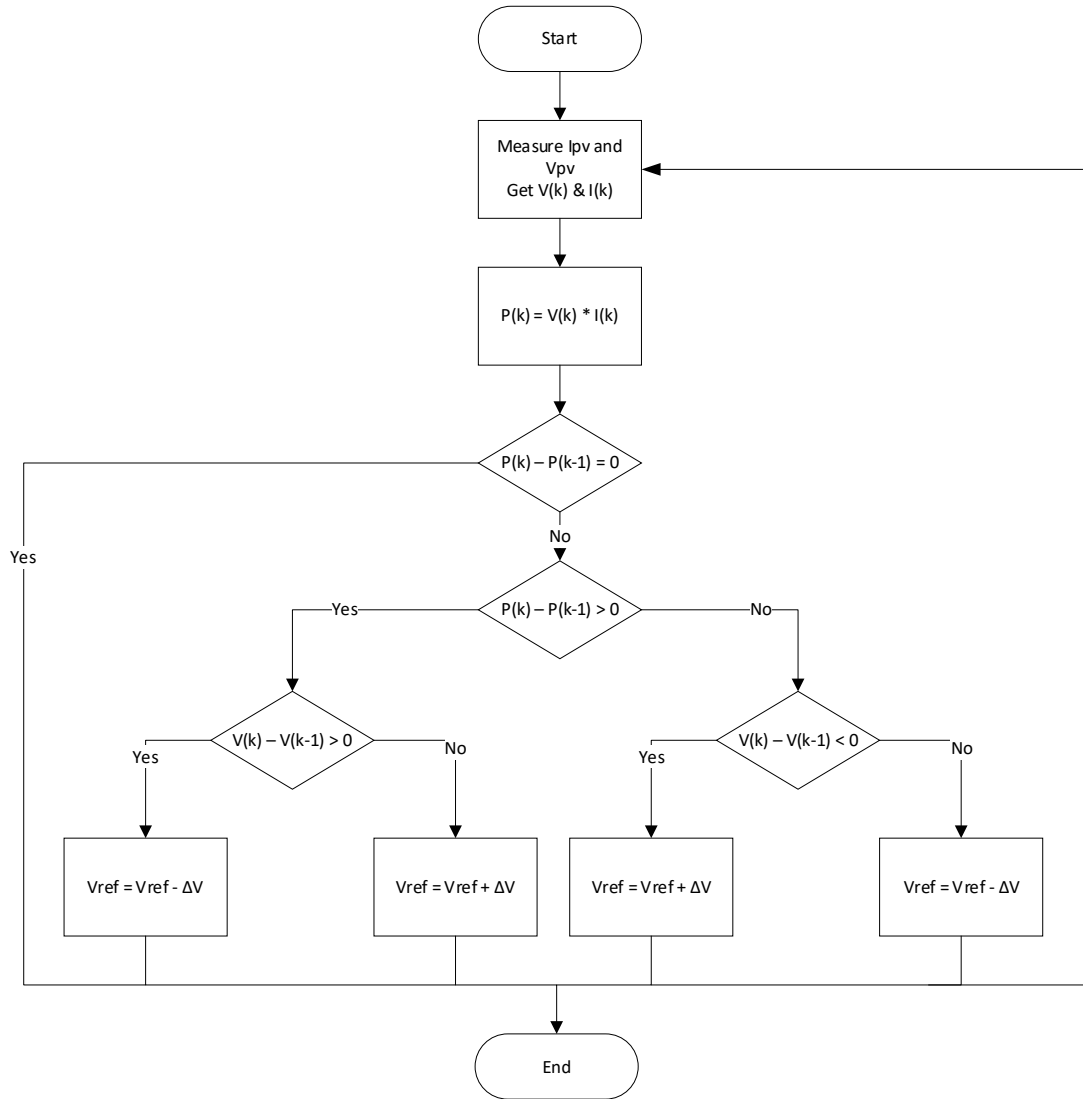 Start
Measure Ipv and
Vpv
Get V(k) & I(k)
P(k) = V(k) * I(k)
P(k) – P(k-1) = 0
Yes
No
P(k) – P(k-1) > 0
Yes
No
V(k) – V(k-1) > 0
V(k) – V(k-1) < 0
Yes
No
Yes
No
Vref = Vref - ΔV
Vref = Vref + ΔV
Vref = Vref + ΔV
Vref = Vref - ΔV
End